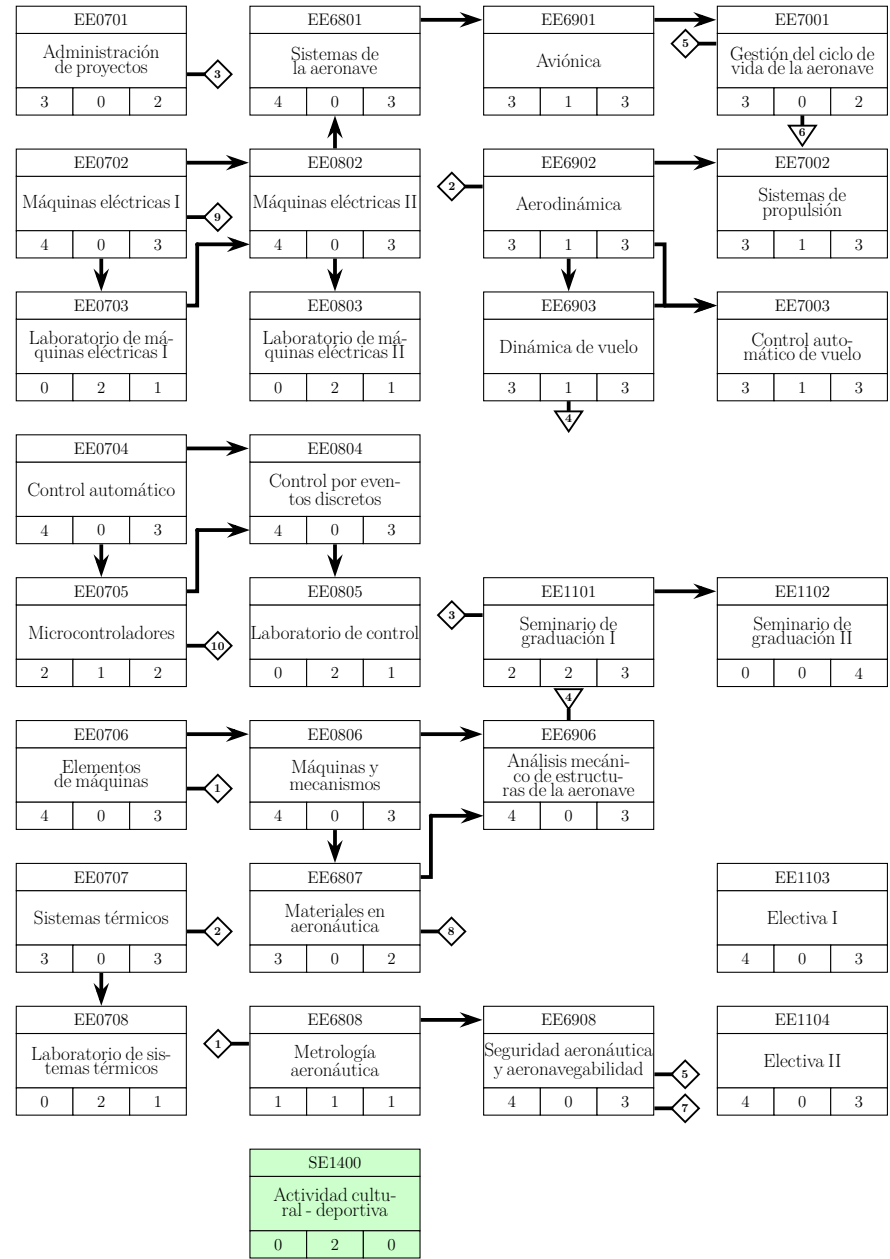 EE0701
Administración
de proyectos
3 0 2
3
EE6801
Sistemas de
la aeronave
4 0 3
EE6901
Aviónica
3 1 3
5
EE7001
Gestión del ciclo de
vida de la aeronave
3 0 2
6
EE0702
Máquinas eléctricas I
4 0 3
9
EE0802
Máquinas eléctricas II
4 0 3
2
EE6902
Aerodinámica
3 1 3
EE7002
Sistemas de
propulsión
3 1 3
EE0703
Laboratorio de má-
quinas eléctricas I
0 2 1
EE0803
Laboratorio de má-
quinas eléctricas II
0 2 1
EE6903
Dinámica de vuelo
3 1 3
4
EE7003
Control auto-
mático de vuelo
3 1 3
EE0704
Control automático
4 0 3
EE0804
Control por even-
tos discretos
4 0 3
EE0705
Microcontroladores
2 1 2
10
EE0805
Laboratorio de control
0 2 1
3
EE1101
Seminario de
graduación I
2 2 3
EE1102
Seminario de
graduación II
0 0 4
EE0706
Elementos
de máquinas
4 0 3
1
EE0806
Máquinas y
mecanismos
4 0 3
4
EE6906
Análisis mecáni-
co de estructu-
ras de la aeronave
4 0 3
EE0707
Sistemas térmicos
3 0 3
2
EE6807
Materiales en
aeronáutica
3 0 2
8
EE1103
Electiva I
4 0 3
EE0708
Laboratorio de sis-
temas térmicos
0 2 1
1
EE6808
Metrología
aeronáutica
1 1 1
EE6908
Seguridad aeronáutica
y aeronavegabilidad
4 0 3
5
7
EE1104
Electiva II
4 0 3
SE1400
Actividad cultu-
ral - deportiva
0 2 0